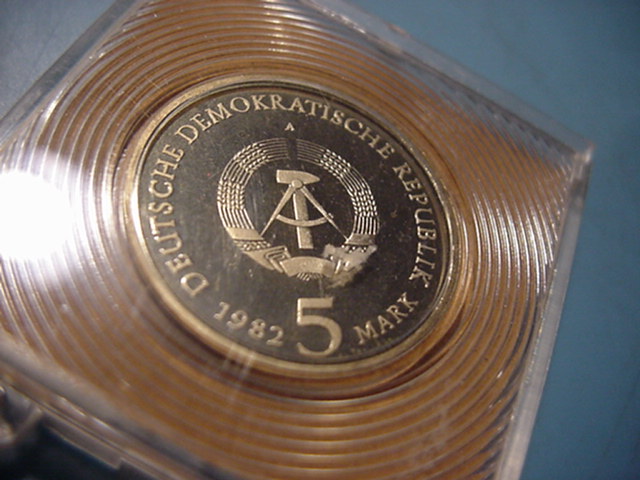 DEUTSCHE DEMOKRATISCHE REPUBLIK
A
1982 5 MARK